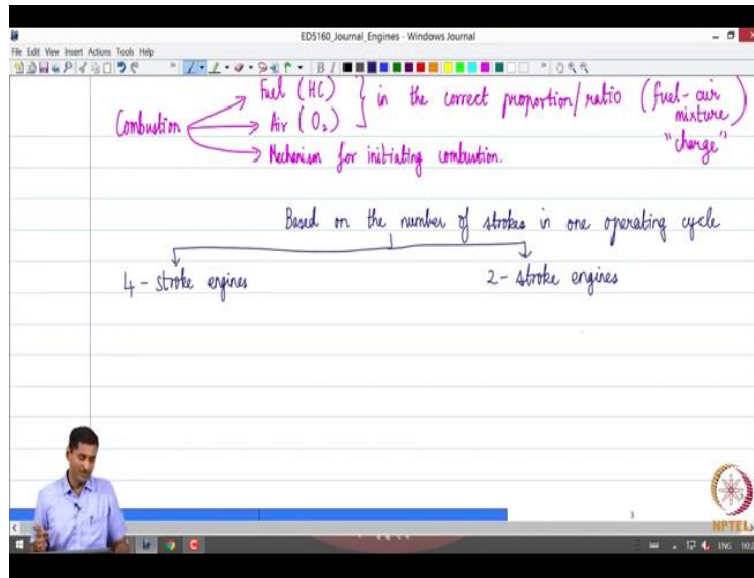 ED5160_Journal_Engines - Windows Journal
File Edit View Insert Actions Tools Help
Fuel (HC)
Combustion
Air (O₂)
in the correct proportion/ratio (fuel-air mixture) "charge"
Mechanism for initiating combustion.
Based on the number of strokes in one operating cycle
4 - stroke engines
2 - stroke engines
3
NPTEL
ENG